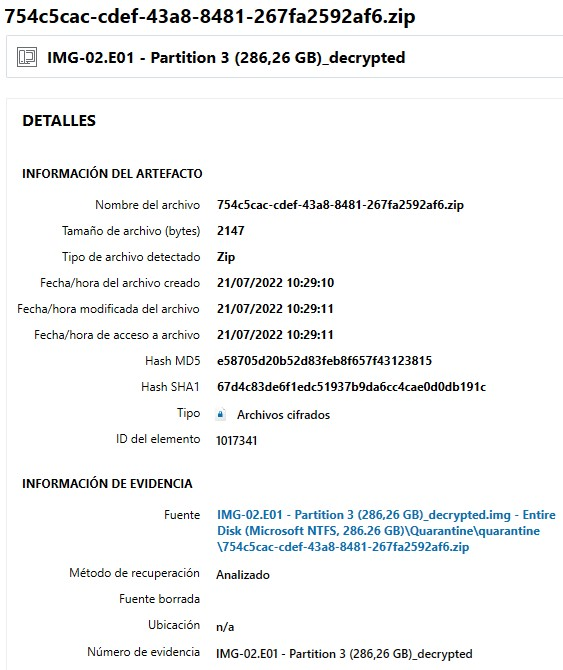 754c5cac-cdef-43a8-8481-267fa2592af6.zip
IMG-02.E01 - Partition 3 (286,26 GB)_decrypted
DETALLES
INFORMACIÓN DEL ARTEFACTO
Nombre del archivo 754c5cac-cdef-43a8-8481-267fa2592af6.zip
Tamaño de archivo (bytes) 2147
Tipo de archivo detectado Zip
Fecha/hora del archivo creado 21/07/2022 10:29:10
Fecha/hora modificada del archivo 21/07/2022 10:29:11
Fecha/hora de acceso a archivo 21/07/2022 10:29:11
Hash MD5 e58705d20b52d83feb8f657f43123815
Hash SHA1 67d4c83de6f1edc51937b9da6cc4cae0d0db191c
Tipo Archivos cifrados
ID del elemento 1017341
INFORMACIÓN DE EVIDENCIA
Fuente IMG-02.E01 - Partition 3 (286,26 GB)_decrypted.img - Entire
Disk (Microsoft NTFS, 286.26 GB)\Quarantine\quarantine
\754c5cac-cdef-43a8-8481-267fa2592af6.zip
Método de recuperación Analizado
Fuente borrada
Ubicación n/a
Número de evidencia IMG-02.E01 - Partition 3 (286,26 GB)_decrypted